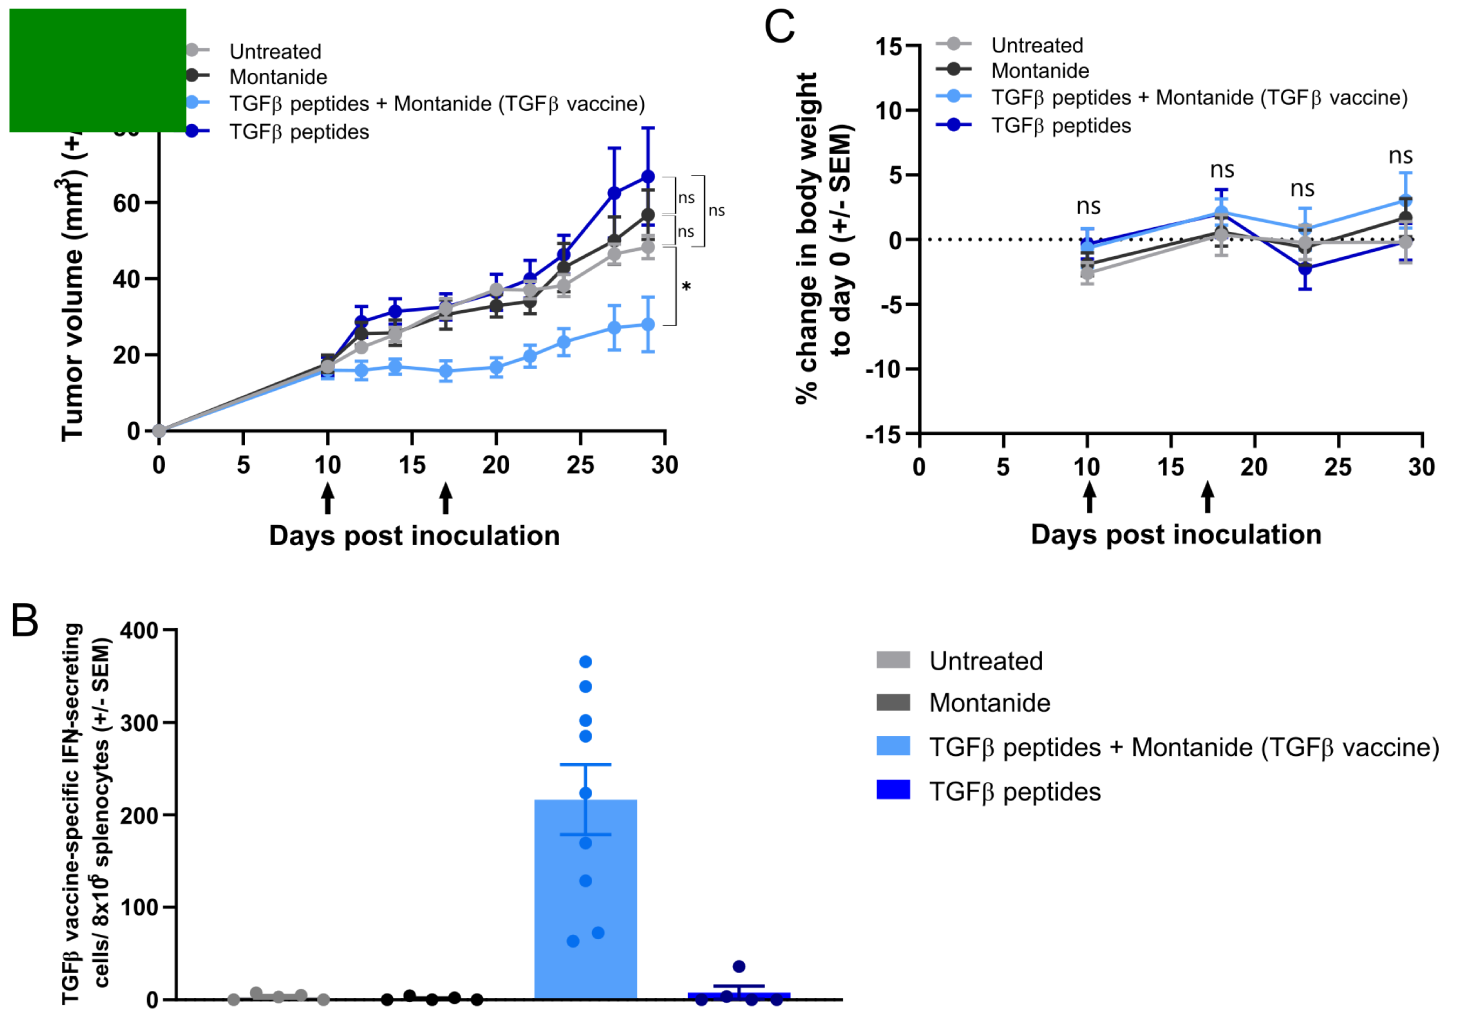 C
Untreated
Montanide
TGFβ peptides + Montanide (TGFβ vaccine)
TGFβ peptides
Tumor volume (mm3) (+/
60
40
20
0
0 5 10 15 20 25 30
ns
ns
ns
*
Days post inoculation
Untreated
Montanide
TGFβ peptides + Montanide (TGFβ vaccine)
TGFβ peptides
% change in body weight
to day 0 (+/- SEM)
15
10
5
0
-5
-10
-15
ns
ns
ns
ns
0 5 10 15 20 25 30
Days post inoculation
B
TGFβ vaccine-specific IFNγ-secreting
cells/ 8x10⁵ splenocytes (+/- SEM)
400
300
200
100
0
Untreated
Montanide
TGFβ peptides + Montanide (TGFβ vaccine)
TGFβ peptides